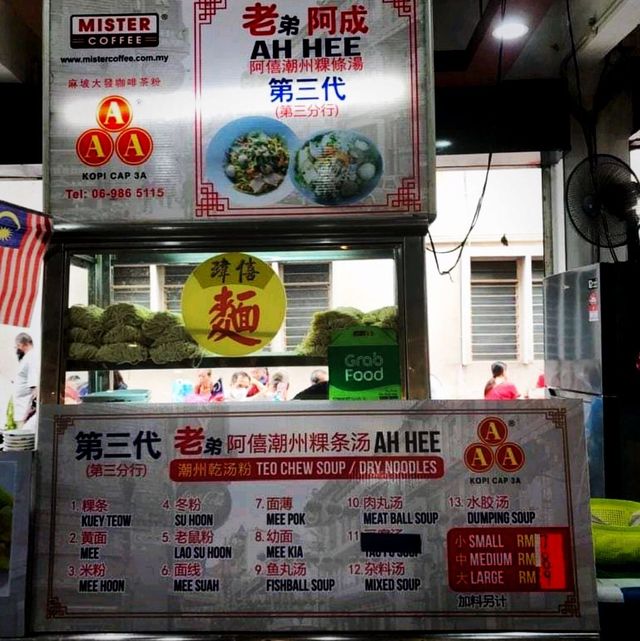 MISTER
COFFEE
www.mistercoffee.com.my
麻坡大發咖啡茶粉
A
A A
KOPI CAP 3A
Tel: 06-986 5115
老弟 阿成
AH HEE
阿僖潮州粿條湯
第三代
(第三分行)
僖
麵
Grab
Food
第三代 老弟 阿僖潮州粿条汤 AH HEE
(第三分行)
潮州乾汤粉 TEO CHEW SOUP / DRY NOODLES
A
A A
KOPI CAP 3A
1. 粿条
KUEY TEOW
2. 黄面
MEE
3. 米粉
MEE HOON
4. 冬粉
SU HOON
5. 老鼠粉
LAO SU HOON
6. 面线
MEE SUAH
7. 面薄
MEE POK
8. 幼面
MEE KIA
9. 鱼丸汤
FISHBALL SOUP
10. 肉丸汤
MEAT BALL SOUP
11
12. 杂料汤
MIXED SOUP
13. 水胶汤
DUMPING SOUP
小 SMALL RM
中 MEDIUM RM
大 LARGE RM
加料另计